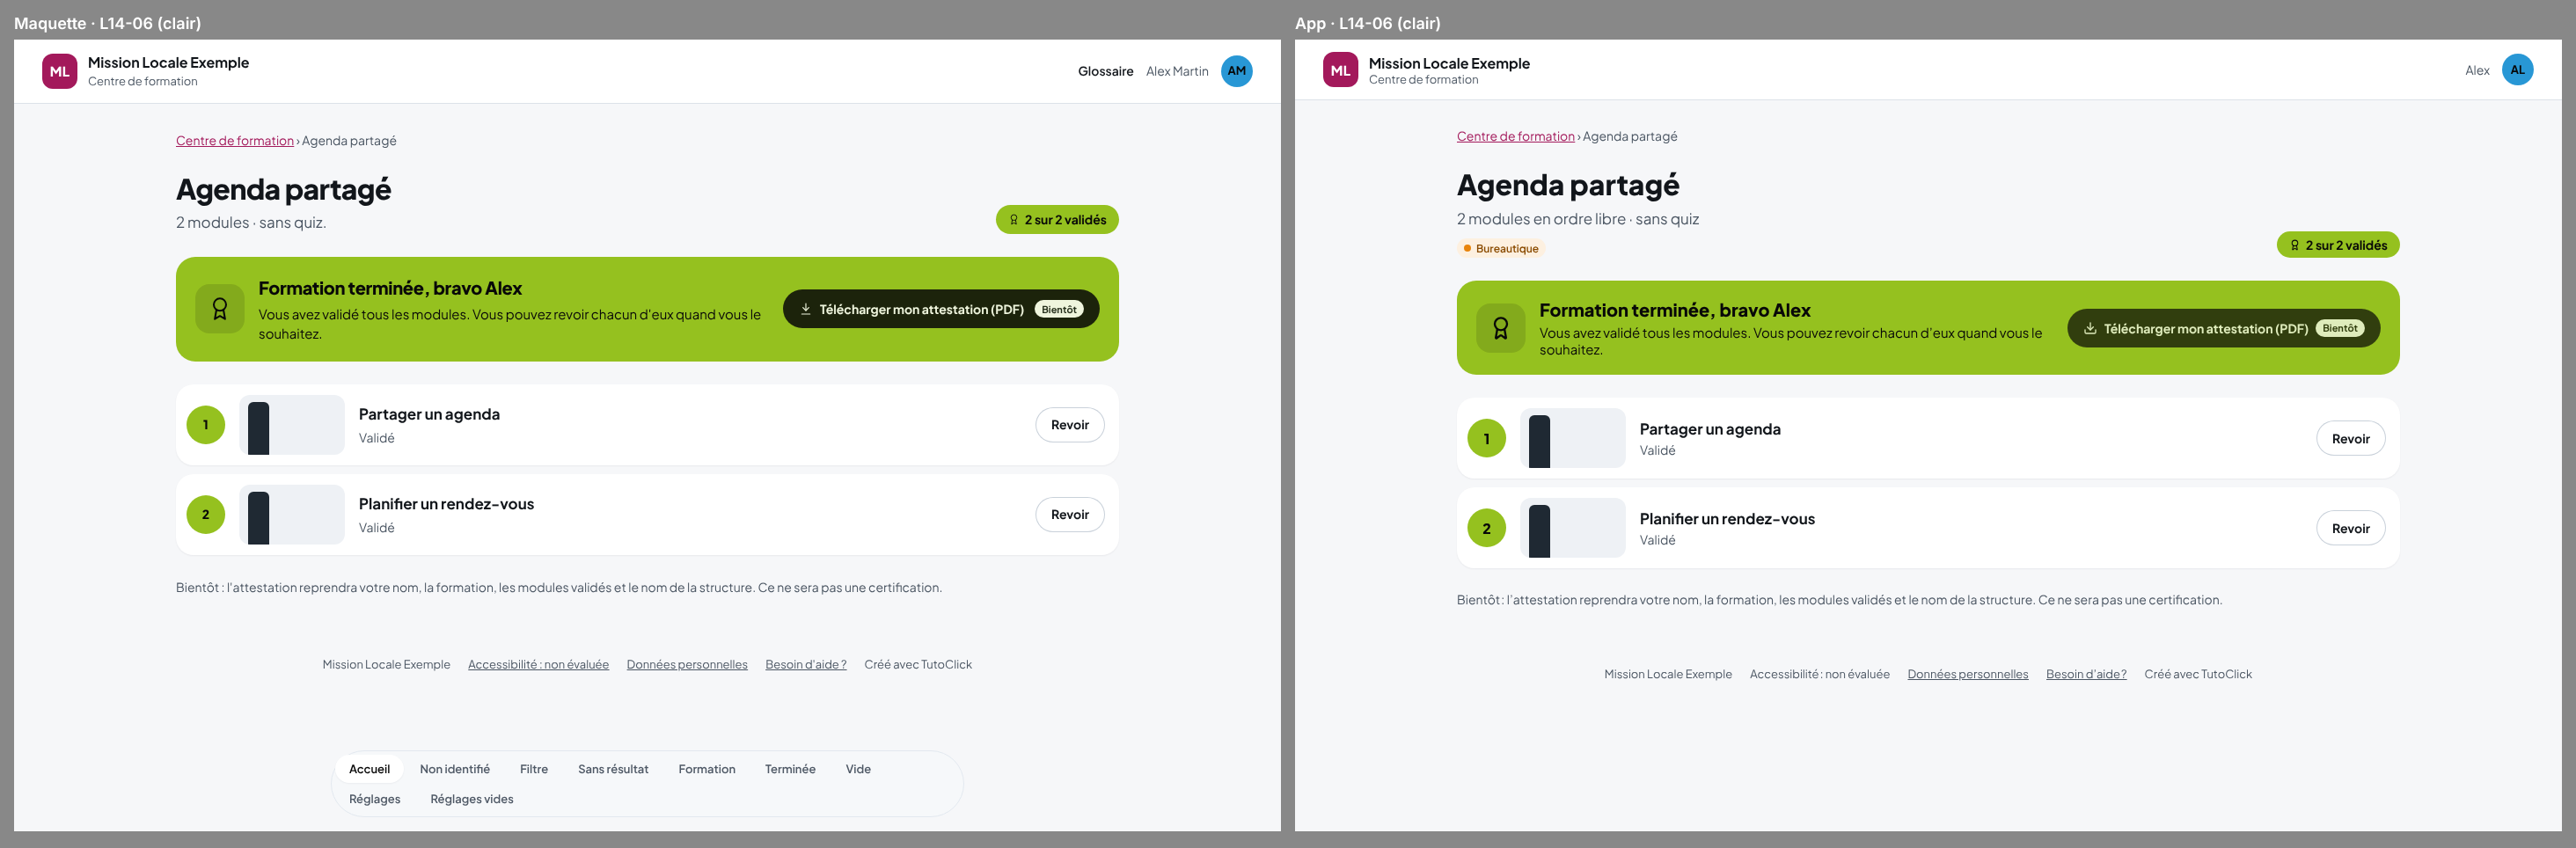 Maquette · L14-06 (clair)
ML
Mission Locale Exemple
Centre de formation
Glossaire
Alex Martin
AM
Centre de formation › Agenda partagé
Agenda partagé
2 modules · sans quiz.
2 sur 2 validés
Formation terminée, bravo Alex
Vous avez validé tous les modules. Vous pouvez revoir chacun d'eux quand vous le
souhaitez.
Télécharger mon attestation (PDF) Bientôt
1
Partager un agenda
Validé
Revoir
2
Planifier un rendez-vous
Validé
Revoir
Bientôt : l'attestation reprendra votre nom, la formation, les modules validés et le nom de la structure. Ce ne sera pas une certification.
Mission Locale Exemple Accessibilité : non évaluée Données personnelles Besoin d'aide ? Créé avec TutoClick
Accueil Non identifié Filtre Sans résultat Formation Terminée Vide
Réglages Réglages vides
App · L14-06 (clair)
ML
Mission Locale Exemple
Centre de formation
Alex
AL
Centre de formation › Agenda partagé
Agenda partagé
2 modules en ordre libre · sans quiz
Bureautique
2 sur 2 validés
Formation terminée, bravo Alex
Vous avez validé tous les modules. Vous pouvez revoir chacun d'eux quand vous le
souhaitez.
Télécharger mon attestation (PDF) Bientôt
1
Partager un agenda
Validé
Revoir
2
Planifier un rendez-vous
Validé
Revoir
Bientôt : l'attestation reprendra votre nom, la formation, les modules validés et le nom de la structure. Ce ne sera pas une certification.
Mission Locale Exemple Accessibilité : non évaluée Données personnelles Besoin d'aide ? Créé avec TutoClick